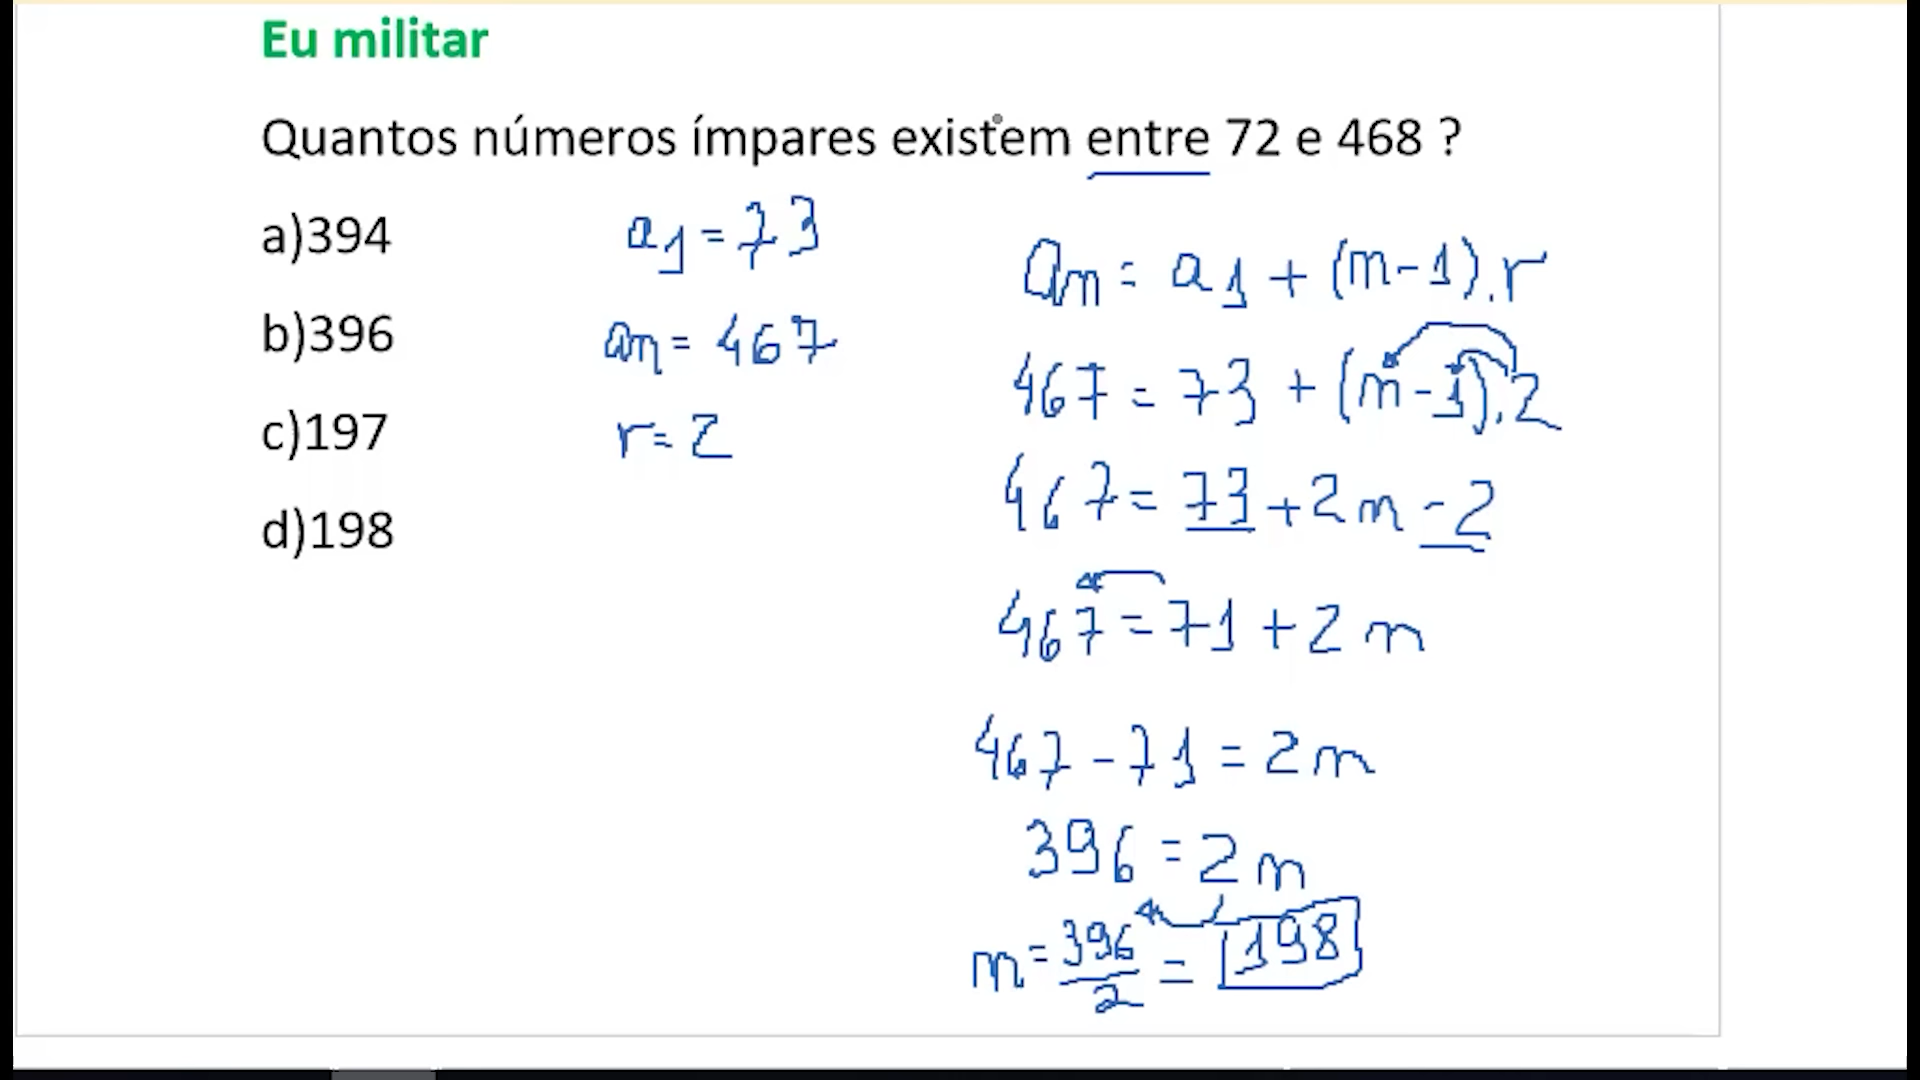 Eu militar
Quantos números ímpares existem entre 72 e 468 ?
a)394
b)396
c)197
d)198
a1 = 73
an = 467
r = 2
an = a1 + (n-1).r
467 = 73 + (n-1).2
467 = 73 + 2n - 2
467 = 71 + 2n
467 - 71 = 2n
396 = 2n
n = 396/2 = 198